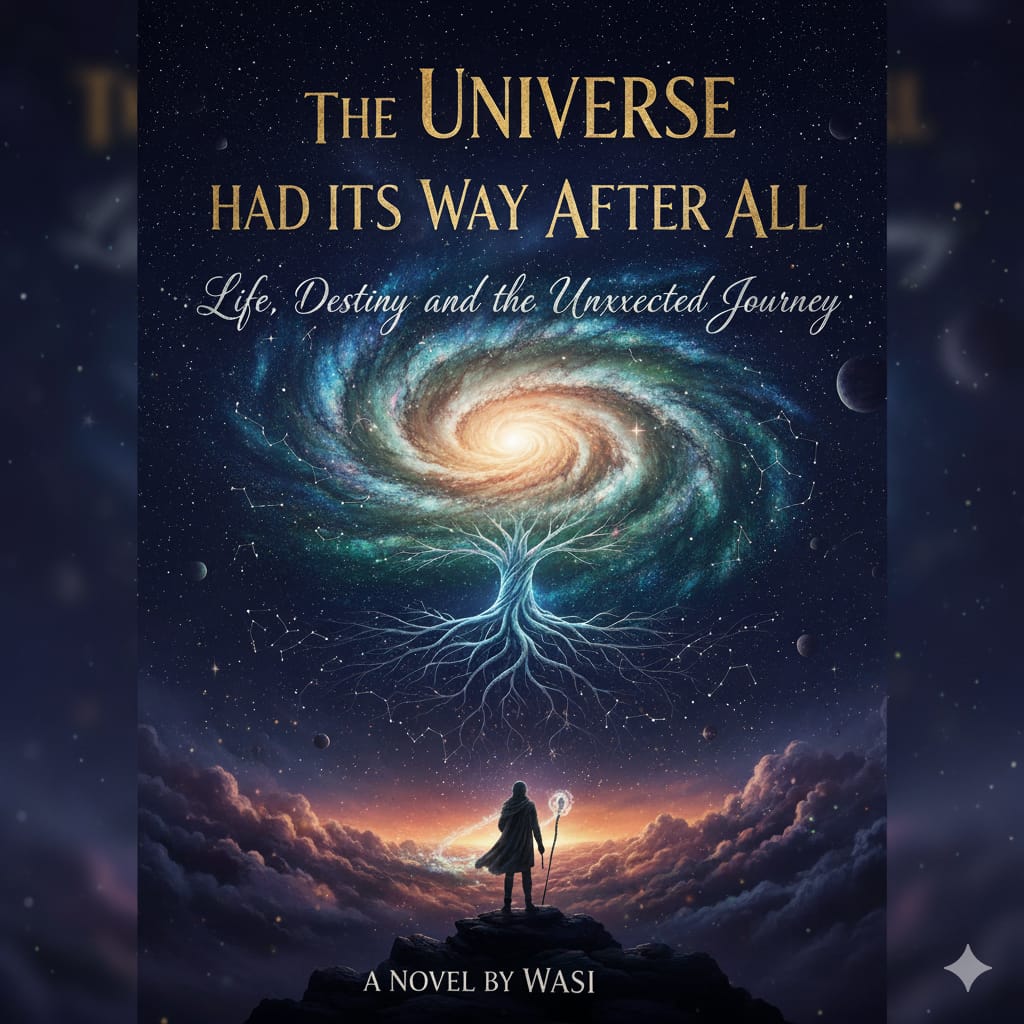 THE UNIVERSE
HAD ITS WAY AFTER ALL
Life, Destiny and the Unxxected Journey
A NOVEL BY WASI